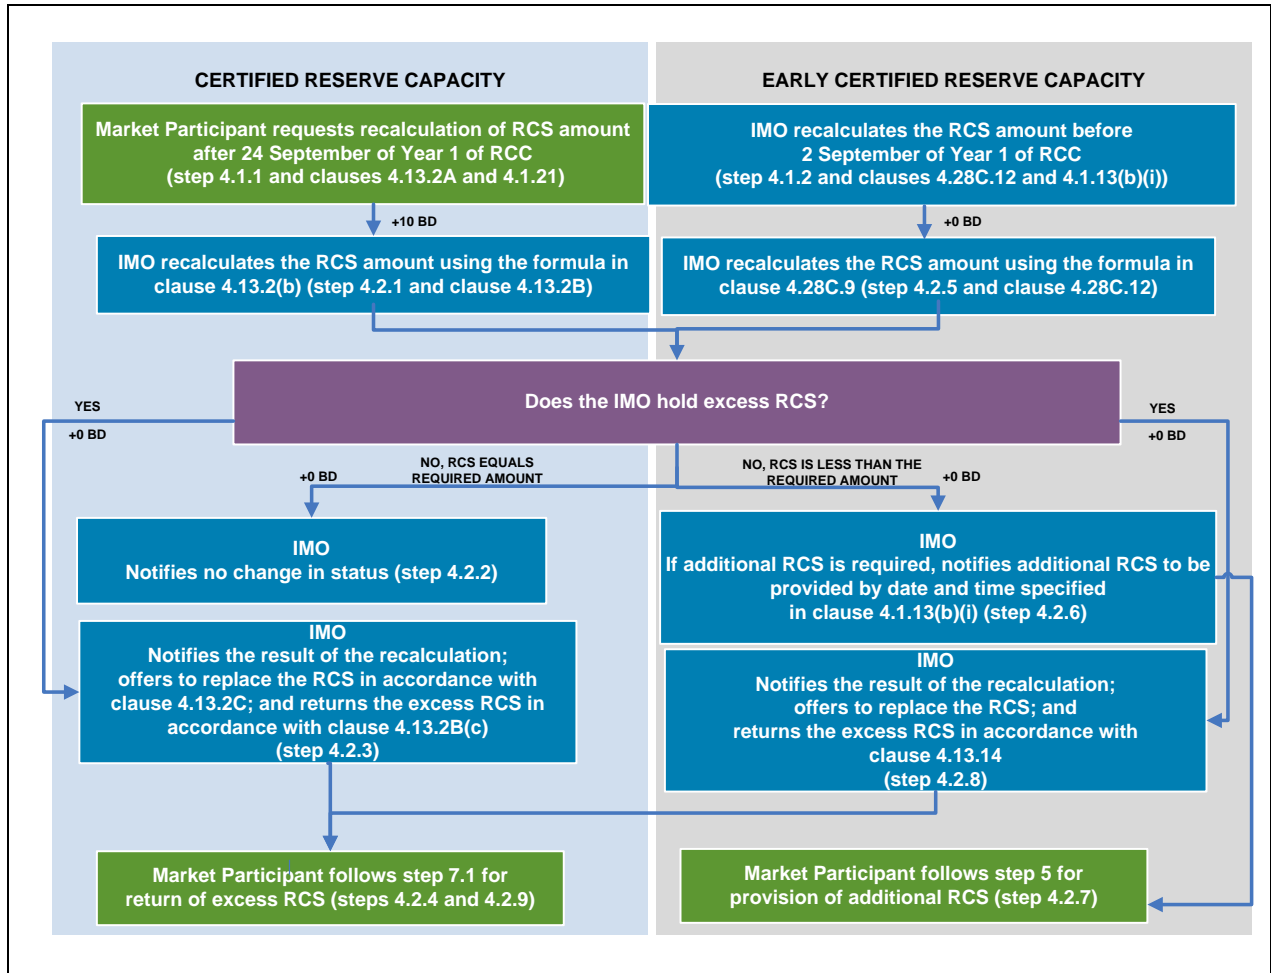 CERTIFIED RESERVE CAPACITY
EARLY CERTIFIED RESERVE CAPACITY
Market Participant requests recalculation of RCS amount
after 24 September of Year 1 of RCC
(step 4.1.1 and clauses 4.13.2A and 4.1.21)
IMO recalculates the RCS amount before
2 September of Year 1 of RCC
(step 4.1.2 and clauses 4.28C.12 and 4.1.13(b)(i))
+10 BD
+0 BD
IMO recalculates the RCS amount using the formula in
clause 4.13.2(b) (step 4.2.1 and clause 4.13.2B)
IMO recalculates the RCS amount using the formula in
clause 4.28C.9 (step 4.2.5 and clause 4.28C.12)
Does the IMO hold excess RCS?
YES
+0 BD
YES
+0 BD
NO, RCS EQUALS
REQUIRED AMOUNT
+0 BD
NO, RCS IS LESS THAN THE
REQUIRED AMOUNT
+0 BD
IMO
Notifies no change in status (step 4.2.2)
IMO
If additional RCS is required, notifies additional RCS to be
provided by date and time specified
in clause 4.1.13(b)(i) (step 4.2.6)
IMO
Notifies the result of the recalculation;
offers to replace the RCS in accordance with
clause 4.13.2C; and returns the excess RCS in
accordance with clause 4.13.2B(c)
(step 4.2.3)
IMO
Notifies the result of the recalculation;
offers to replace the RCS; and
returns the excess RCS in accordance with
clause 4.13.14
(step 4.2.8)
Market Participant follows step 7.1 for
return of excess RCS (steps 4.2.4 and 4.2.9)
Market Participant follows step 5 for
provision of additional RCS (step 4.2.7)